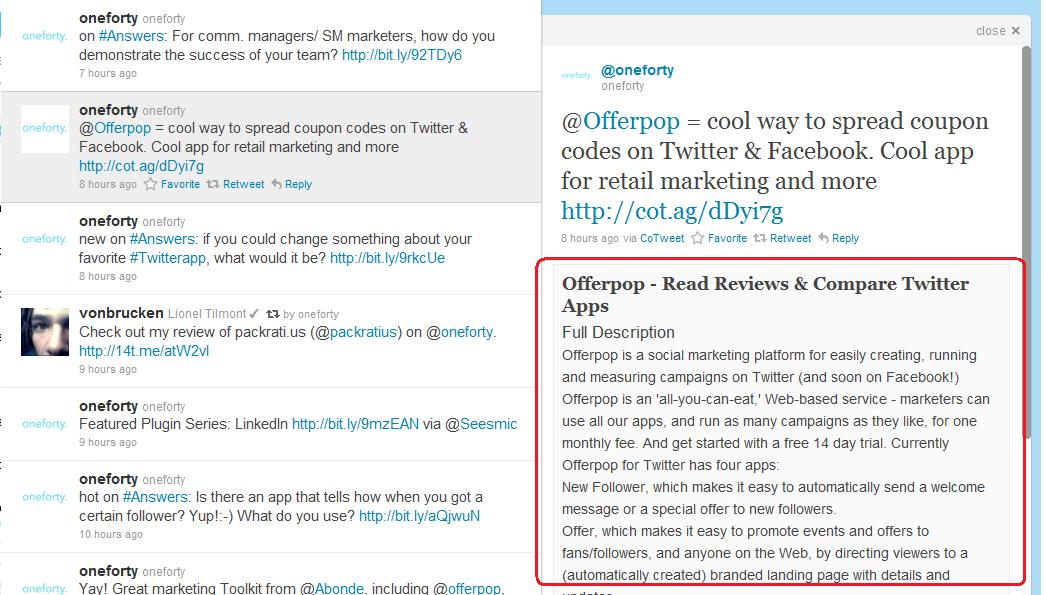 oneforty oneforty
oneforty.
on #Answers: For comm. managers/ SM marketers, how do you
demonstrate the success of your team? http://bit.ly/92TDy6
7 hours ago
oneforty oneforty
oneforty.
@Offerpop = cool way to spread coupon codes on Twitter &
Facebook. Cool app for retail marketing and more
http://cot.ag/dDyi7g
8 hours ago Favorite Retweet Reply
oneforty oneforty
oneforty.
new on #Answers: if you could change something about your
favorite #Twitterapp, what would it be? http://bit.ly/9rkcUe
8 hours ago
vonbrucken Lionel Tilmont ✓ by oneforty
Check out my review of packrati.us (@packratius) on @oneforty.
http://14t.me/atW2vl
9 hours ago
oneforty oneforty
oneforty.
Featured Plugin Series: LinkedIn http://bit.ly/9mzEAN via @Seesmic
9 hours ago
oneforty oneforty
oneforty.
hot on #Answers: Is there an app that tells how when you got a
certain follower? Yup!:-) What do you use? http://bit.ly/aQjwuN
10 hours ago
oneforty oneforty
oneforty.
Yay! Great marketing Toolkit from @Abonde, including @offerpop,
close ×
oneforty.
@oneforty
oneforty
@Offerpop = cool way to spread coupon
codes on Twitter & Facebook. Cool app
for retail marketing and more
http://cot.ag/dDyi7g
8 hours ago via CoTweet Favorite Retweet Reply
Offerpop - Read Reviews & Compare Twitter
Apps
Full Description
Offerpop is a social marketing platform for easily creating, running
and measuring campaigns on Twitter (and soon on Facebook!)
Offerpop is an 'all-you-can-eat,' Web-based service - marketers can
use all our apps, and run as many campaigns as they like, for one
monthly fee. And get started with a free 14 day trial. Currently
Offerpop for Twitter has four apps:
New Follower, which makes it easy to automatically send a welcome
message or a special offer to new followers.
Offer, which makes it easy to promote events and offers to
fans/followers, and anyone on the Web, by directing viewers to a
(automatically created) branded landing page with details and